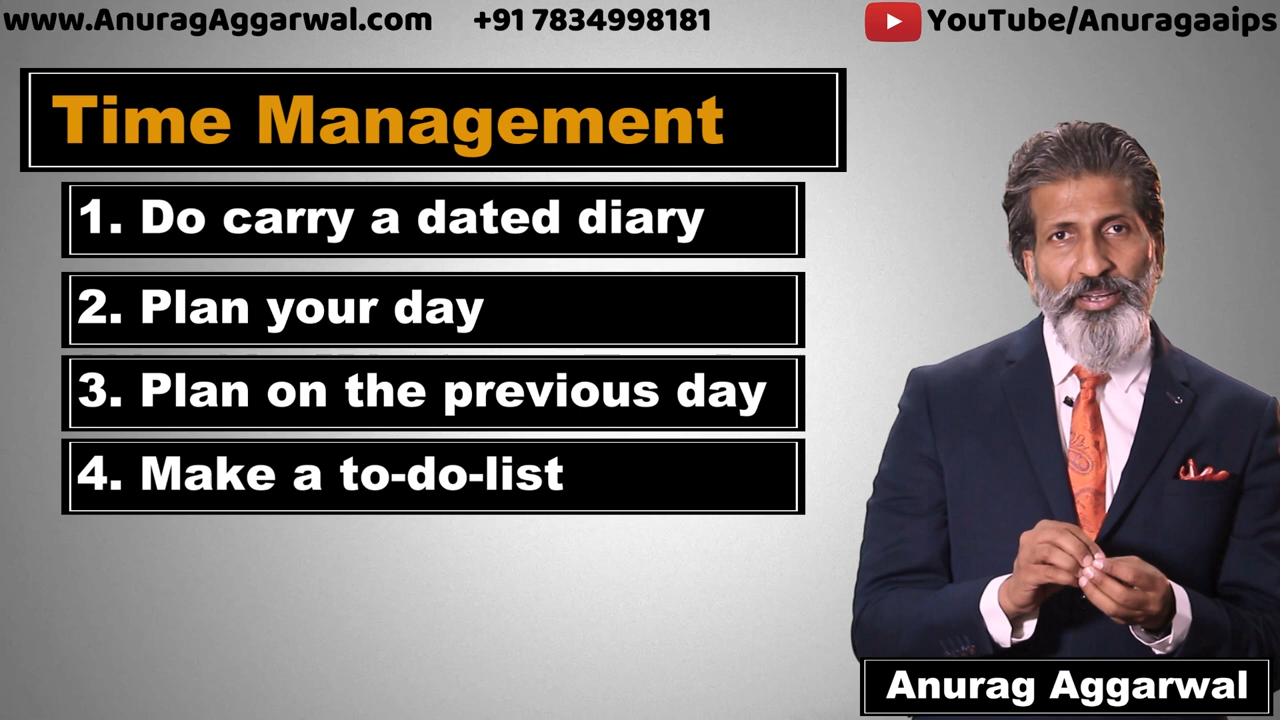 www.AnuragAggarwal.com +91 7834998181 YouTube/Anuragaaips
Time Management
1. Do carry a dated diary
2. Plan your day
3. Plan on the previous day
4. Make a to-do-list
Anurag Aggarwal